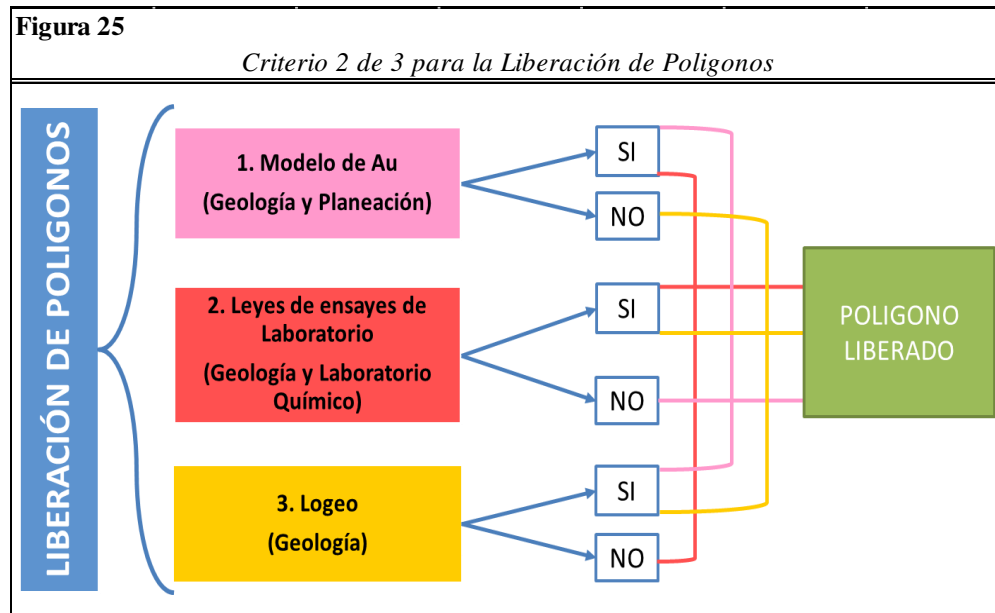 Figura 25
Criterio 2 de 3 para la Liberación de Poligonos
LIBERACIÓN DE POLIGONOS
1. Modelo de Au
(Geología y Planeación)
SI
NO
2. Leyes de ensayes de
Laboratorio
(Geología y Laboratorio
Químico)
SI
NO
3. Logeo
(Geología)
SI
NO
POLIGONO
LIBERADO